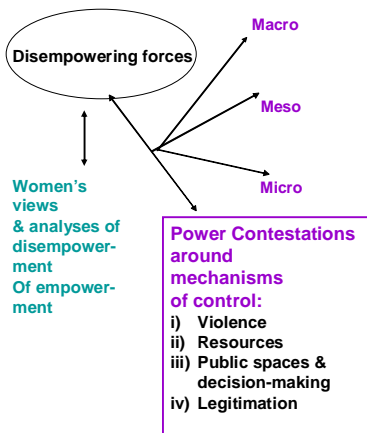 Disempowering forces
Macro
Meso
Micro
Women's
views
& analyses of
disempower-
ment
Of empower-
ment
Power Contestations
around
mechanisms
of control:
i) Violence
ii) Resources
iii) Public spaces &
decision-making
iv) Legitimation